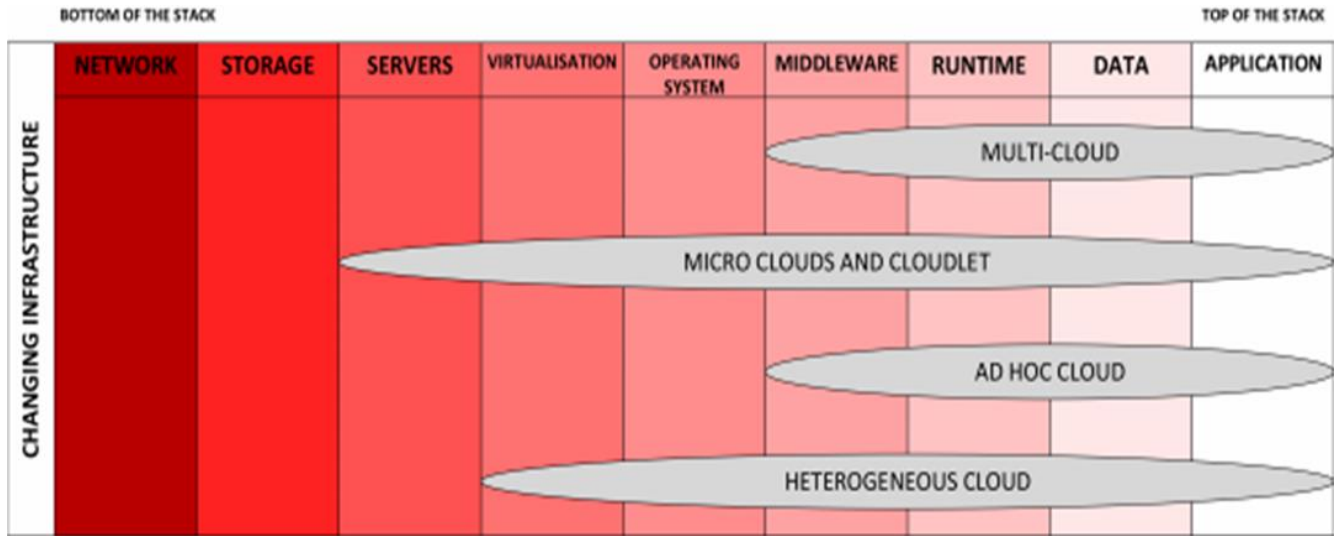 BOTTOM OF THE STACK
TOP OF THE STACK
NETWORK
STORAGE
SERVERS
VIRTUALISATION
OPERATING
SYSTEM
MIDDLEWARE
RUNTIME
DATA
APPLICATION
CHANGING INFRASTRUCTURE
MULTI-CLOUD
MICRO CLOUDS AND CLOUDLET
AD HOC CLOUD
HETEROGENEOUS CLOUD